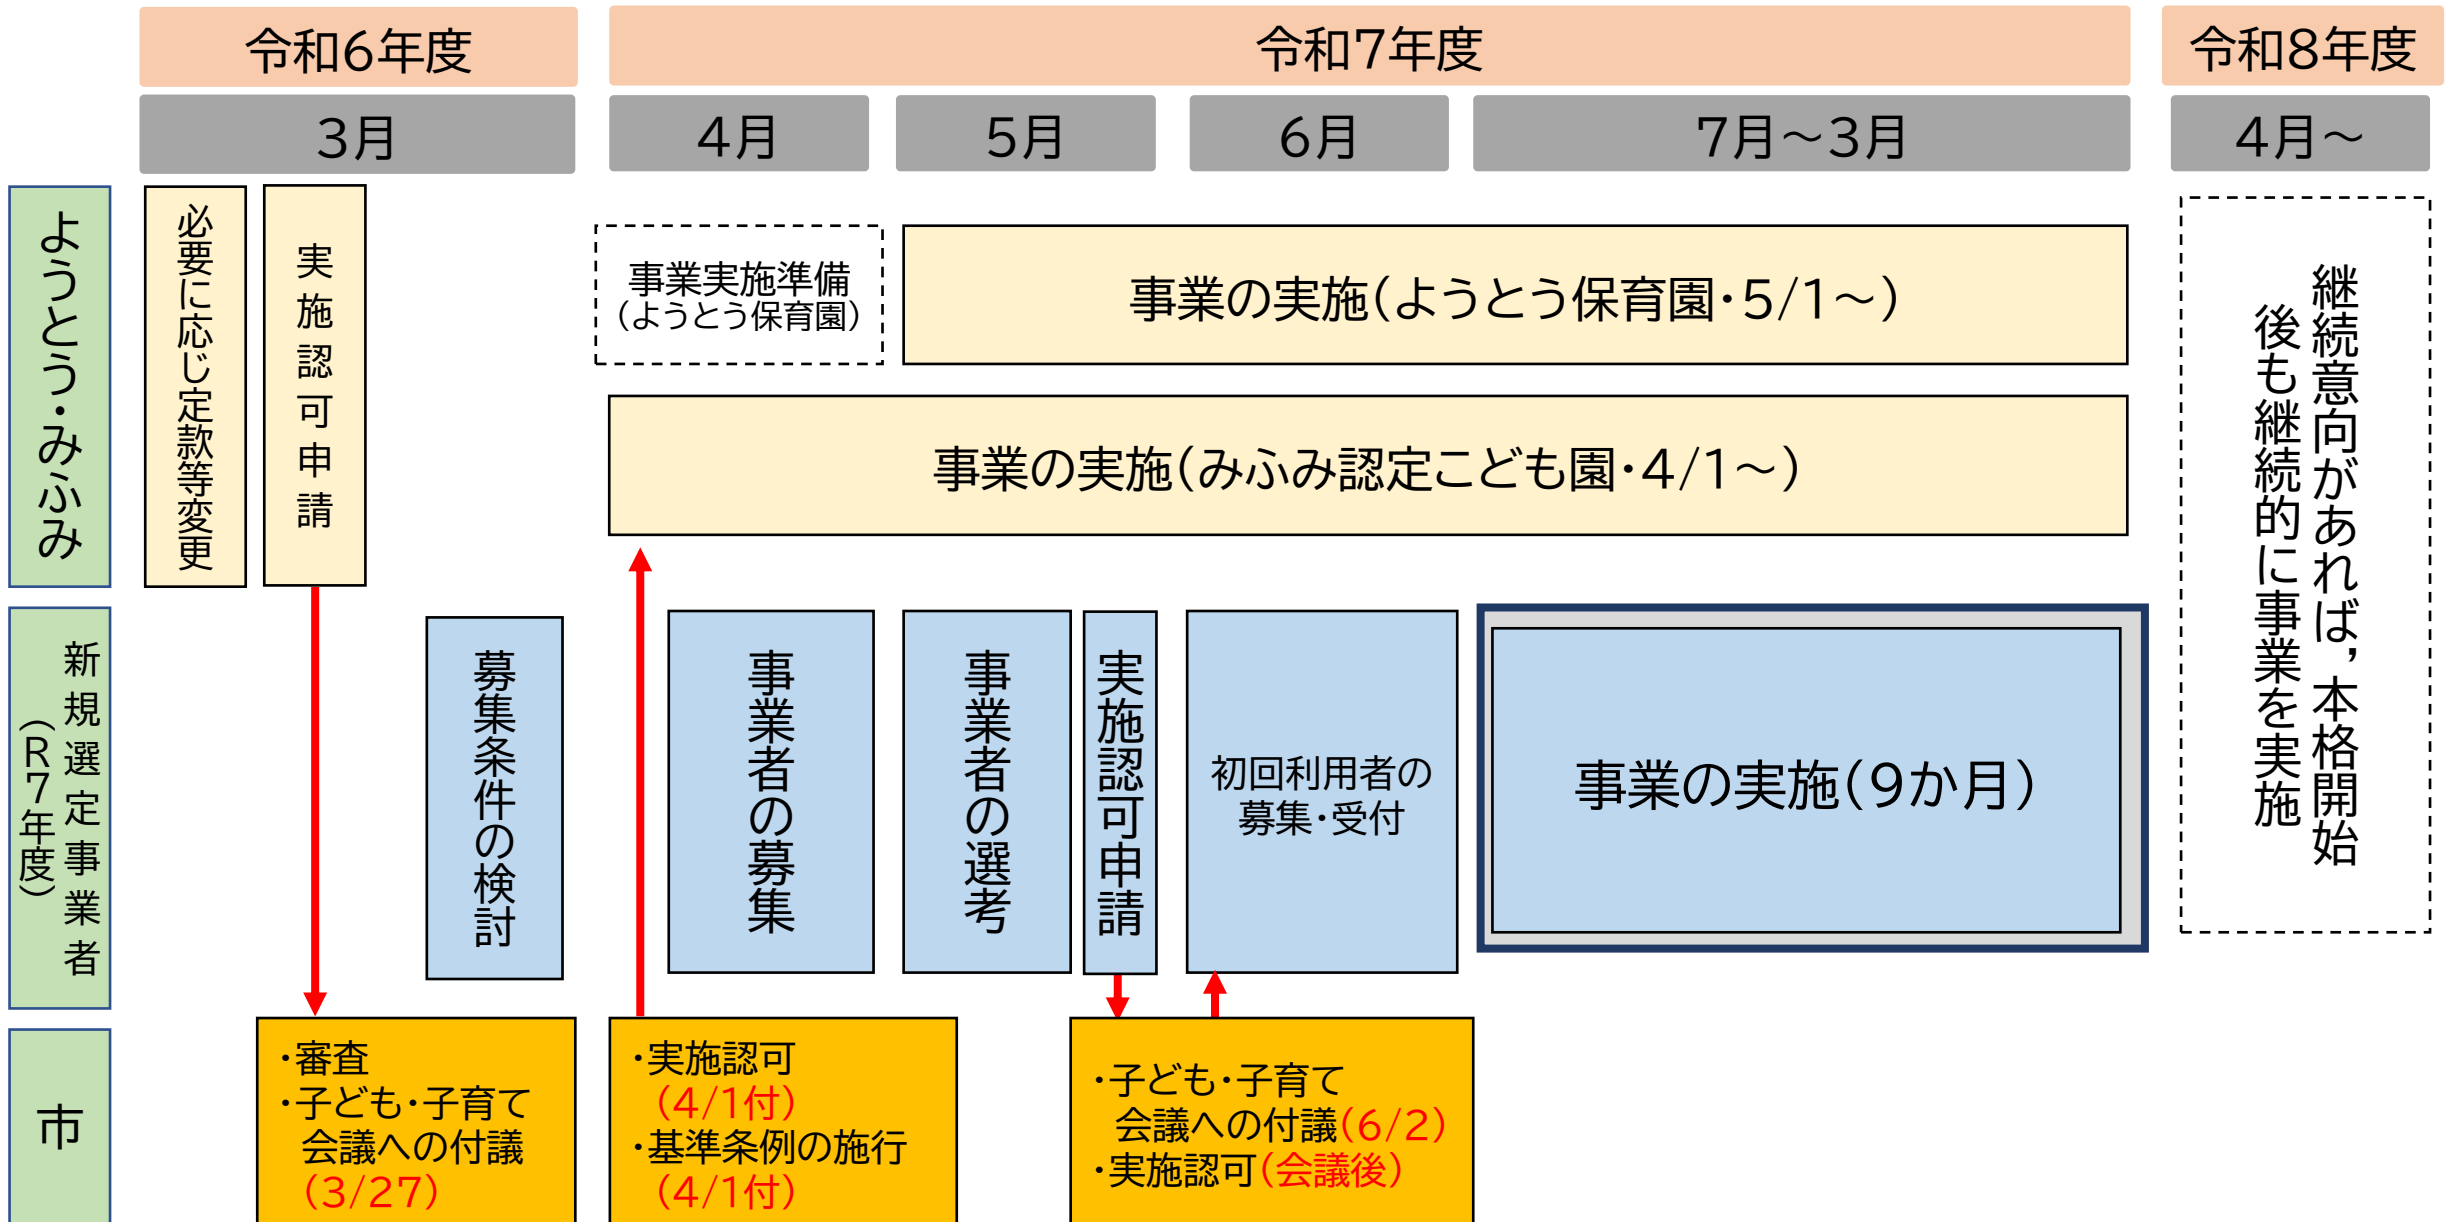 令和6年度
令和7年度
令和8年度
3月
4月
5月
6月
7月～3月
4月～
ようとう・みふみ
必要に応じ定款等変更
実施認可申請
事業実施準備
（ようとう保育園）
事業の実施（ようとう保育園・5/1～）
事業の実施（みふみ認定こども園・4/1～）
継続意向があれば，本格開始
後も継続的に事業を実施
新規選定事業者
（R7年度）
募集条件の検討
事業者の募集
事業者の選考
実施認可申請
初回利用者の
募集・受付
事業の実施（9か月）
市
・審査
・子ども・子育て
会議への付議
（3/27）
・実施認可
（4/1付）
・基準条例の施行
（4/1付）
・子ども・子育て
会議への付議（6/2）
・実施認可（会議後）